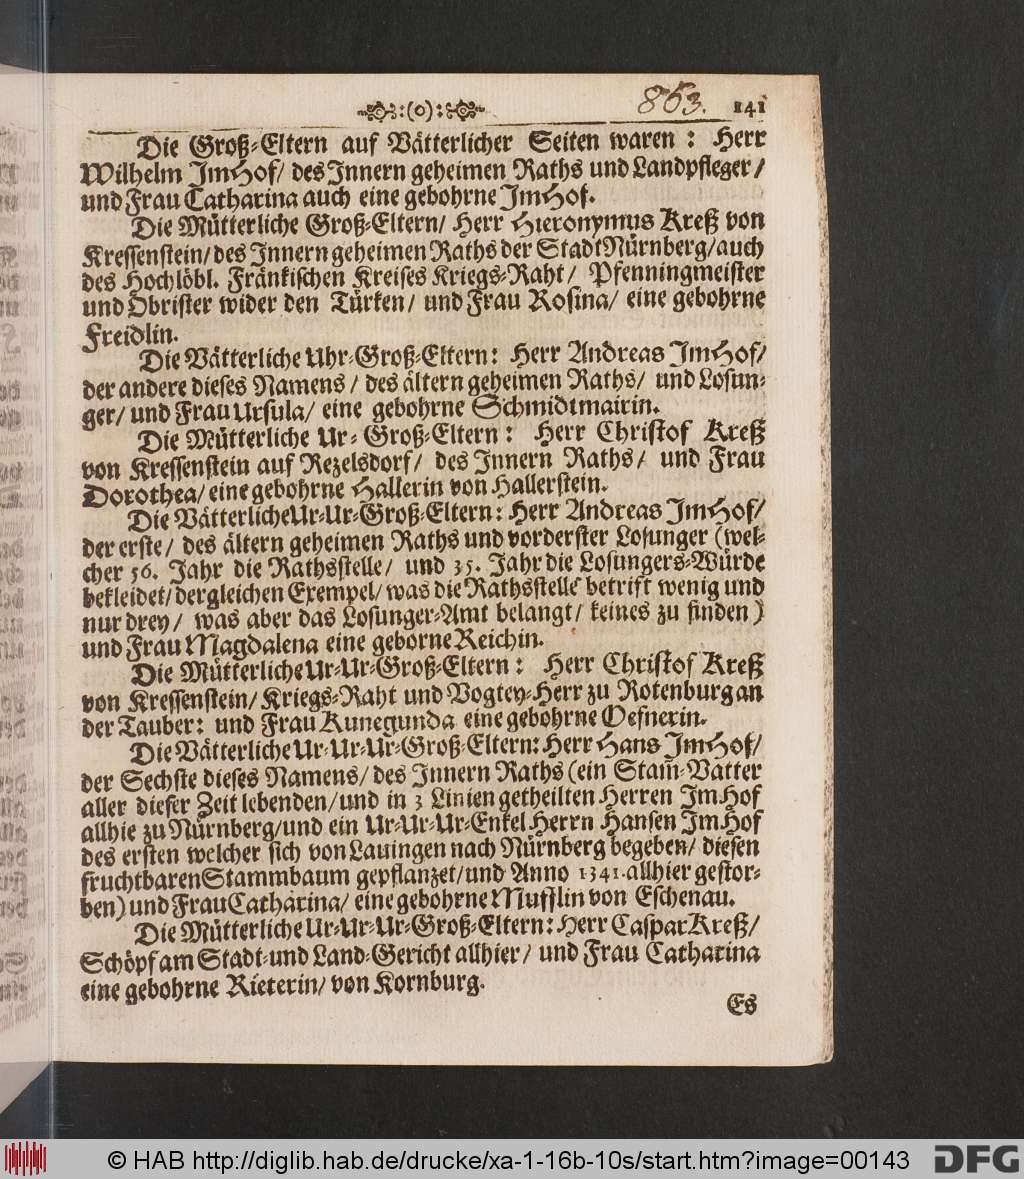 :(o): 863. 141
Die Groß-Eltern auf Vätterlicher Seiten waren : Herr
Wilhelm ImHof/ des Innern geheimen Raths und Landpfleger/
und Frau Catharina auch eine gebohrne ImHof.
Die Mütterliche Groß-Eltern/ Herr Hieronymus Kreß von
Kressenstein/ des Innern geheimen Raths der Stadt Nürnberg/ auch
des Hochlöbl. Fränkischen Kreises Kriegs-Raht/ Pfenningmeister
und Obrister wider den Türken/ und Frau Rosina/ eine gebohrne
Freidlin.
Die Vätterliche Uhr-Groß-Eltern: Herr Andreas ImHof/
der andere dieses Namens/ des ältern geheimen Raths/ und Losun-
ger/ und Frau Ursula/ eine gebohrne Schmidtmairin.
Die Mütterliche Ur- Groß-Eltern: Herr Christof Kreß
von Kressenstein auf Rezelsdorf/ des Innern Raths/ und Frau
Dorothea/ eine gebohrne Hallerin von Hallerstein.
Die Vätterliche Ur-Ur-Groß-Eltern: Herr Andreas ImHof/
der erste/ des ältern geheimen Raths und vorderster Losunger (wel-
cher 56. Jahr die Rathsstelle/ und 35. Jahr die Losungers-Würde
bekleidet/ dergleichen Exempel/ was die Rathsstelle betrift wenig und
nur drey/ was aber das Losunger-Amt belangt/ keines zu finden)
und Frau Magdalena eine geborne Reichin.
Die Mütterliche Ur-Ur-Groß-Eltern: Herr Christof Kreß
von Kressenstein/ Kriegs-Raht und Vogtey-Herr zu Rotenburg an
der Tauber: und Frau Kunegunda eine gebohrne Oefnerin.
Die Vätterliche Ur-Ur-Ur-Groß-Eltern: Herr Hans ImHof/
der Sechste dieses Namens/ des Innern Raths (ein Stam̃-Vatter
aller dieser Zeit lebenden/ und in 3 Linien getheilten Herren ImHof
allhie zu Nürnberg/ und ein Ur-Ur-Ur-Enkel Herrn Hansen ImHof
des ersten welcher sich von Lauingen nach Nürnberg begeben/ diesen
fruchtbaren Stammbaum gepflanzet/ und Anno 1341. allhier gestor-
ben) und Frau Catharina/ eine gebohrne Mufflin von Eschenau.
Die Mütterliche Ur-Ur-Ur-Groß-Eltern: Herr Caspar Kreß/
Schöpf am Stadt-und Land-Gericht allhier/ und Frau Catharina
eine gebohrne Rieterin/ von Kornburg.
Es
© HAB http://diglib.hab.de/drucke/xa-1-16b-10s/start.htm?image=00143 DFG